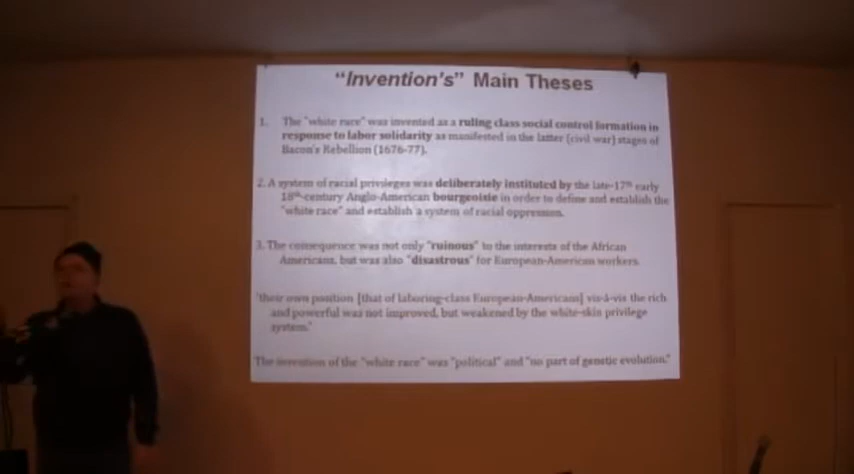 "Invention's" Main Theses
1. The "white race" was invented as a ruling class social control formation in
response to labor solidarity as manifested in the latter (civil war) stages of
Bacon's Rebellion (1676-77).
2. A system of racial privileges was deliberately instituted by the late-17th early
18th-century Anglo-American bourgeoisie in order to define and establish the
"white race" and establish a system of racial oppression.
3. The consequence was not only "ruinous" to the interests of the African
Americans, but was also "disastrous" for European-American workers.
"their own position [that of laboring-class European-Americans] vis-à-vis the rich
and powerful was not improved, but weakened by the white-skin privilege
system."
The invention of the "white race" was "political" and "no part of genetic evolution."